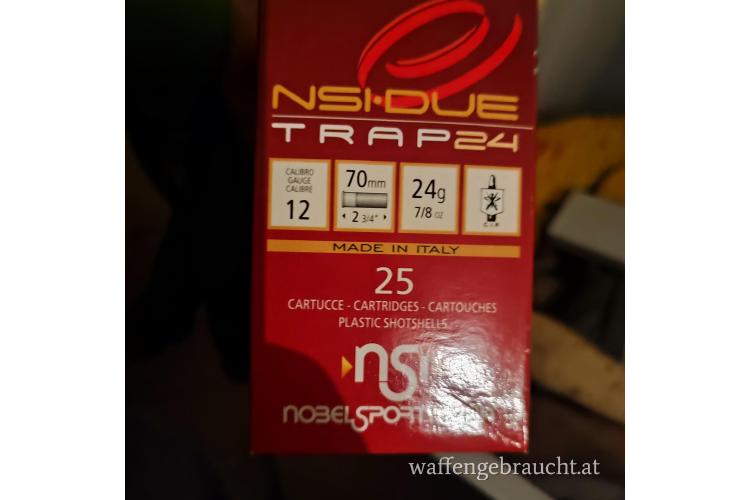 NSI•DUE
TRAP24
CALIBRO
GAUGE
CALIBRE
12
70mm
2 3/4"
24g
7/8 oz
C.I.P.
MADE IN ITALY
25
CARTUCCE - CARTRIDGES - CARTOUCHES
PLASTIC SHOTSHELLS
nsi
NOBELSPORT
waffengebraucht.at